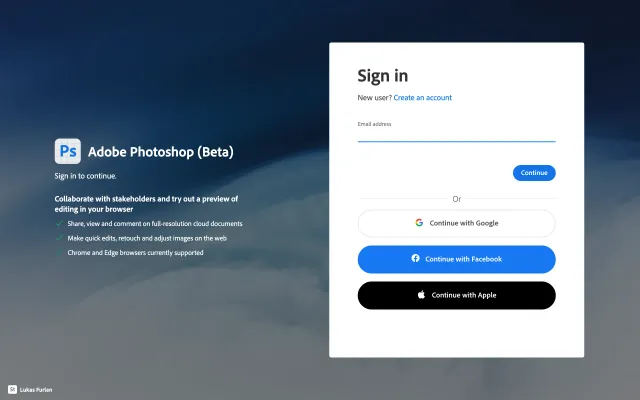 Ps Adobe Photoshop (Beta)
Sign in to continue.
Collaborate with stakeholders and try out a preview of
editing in your browser
Share, view and comment on full-resolution cloud documents
Make quick edits, retouch and adjust images on the web
Chrome and Edge browsers currently supported
Sign in
New user? Create an account
Email address
Continue
Or
Continue with Google
Continue with Facebook
Continue with Apple
St Lukas Furlan